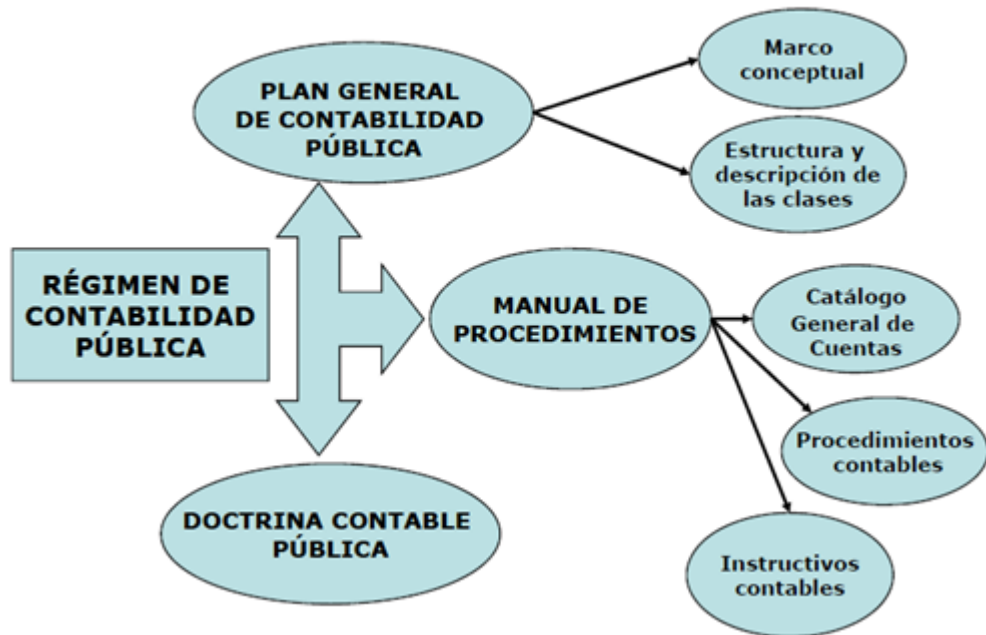 RÉGIMEN DE
CONTABILIDAD
PÚBLICA
PLAN GENERAL
DE CONTABILIDAD
PÚBLICA
Marco
conceptual
Estructura y
descripción de
las clases
MANUAL DE
PROCEDIMIENTOS
Catálogo
General de
Cuentas
Procedimientos
contables
Instructivos
contables
DOCTRINA CONTABLE
PÚBLICA